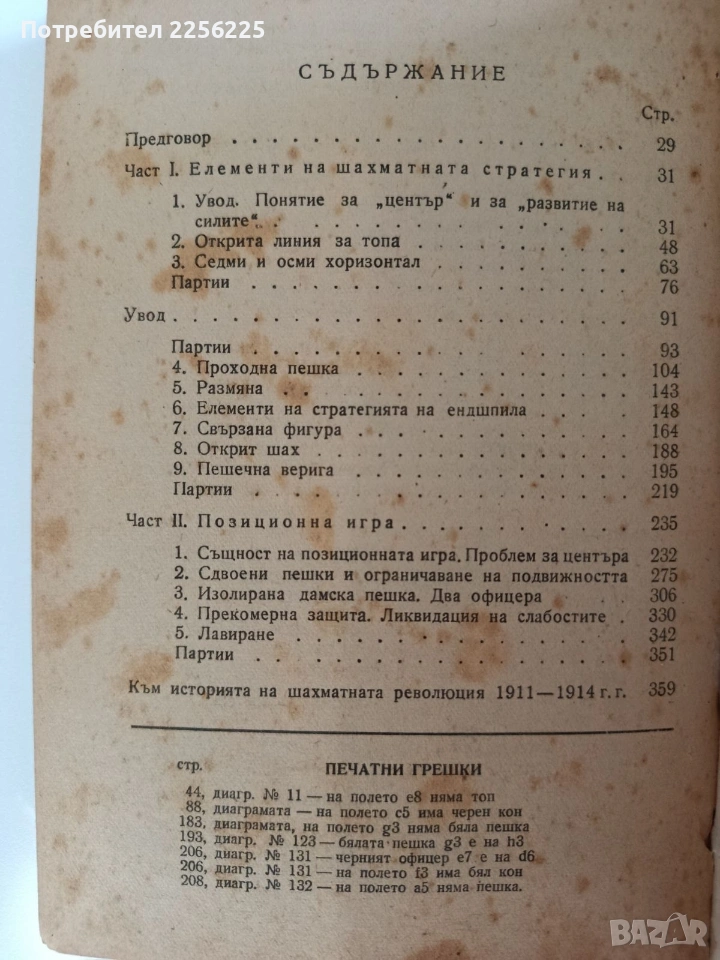 Потребител 2256225
СЪДЪРЖАНИЕ
Стр.
Предговор . . . . . . . . . . . . . . . . 29
Част I. Елементи на шахматната стратегия . . 31
1. Увод. Понятие за „център“ и за „развитие на
силите“ . . . . . . . . . . . . . . . 31
2. Открита линия за топа . . . . . . . . . 48
3. Седми и осми хоризонтал . . . . . . . . 63
Партии . . . . . . . . . . . . . . . . 76
Увод . . . . . . . . . . . . . . . . . . 91
Партии . . . . . . . . . . . . . . . . 93
4. Проходна пешка . . . . . . . . . . . . 104
5. Размяна . . . . . . . . . . . . . . . 143
6. Елементи на стратегията на ендшпила . . . . 148
7. Свързана фигура . . . . . . . . . . . . 164
8. Открит шах . . . . . . . . . . . . . . 188
9. Пешечна верига . . . . . . . . . . . . 195
Партии . . . . . . . . . . . . . . . . 219
Част II. Позиционна игра . . . . . . . . . 235
1. Същност на позиционната игра. Проблем за центъра 232
2. Сдвоени пешки и ограничаване на подвижността 275
3. Изолирана дамска пешка. Два офицера . . . 306
4. Прекомерна защита. Ликвидация на слабостите . 330
5. Лавиране . . . . . . . . . . . . . . . 342
Партии . . . . . . . . . . . . . . . . 351
Към историята на шахматната революция 1911—1914 г. г. 359
стр. ПЕЧАТНИ ГРЕШКИ
44, диагр. № 11 — на полето e8 няма топ
88, диаграмата — на полето c5 има черен кон
183, диаграмата, на полето g3 няма бяла пешка
193, диагр. № 123 — бялата пешка g3 е на h3
206, диагр. № 131 — черният офицер e7 е на d6
206, диагр. № 131 — на полето f3 има бял кон
208, диагр. № 132 — на полето a5 няма пешка.
BAZAR